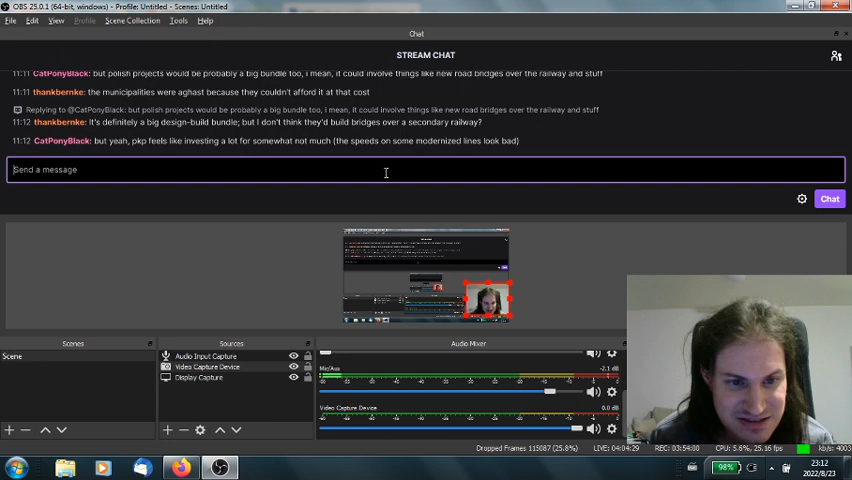 OBS 25.0.1 (64-bit, windows) - Profile: Untitled - Scenes: Untitled
File Edit View Profile Scene Collection Tools Help
Chat
STREAM CHAT
11:11 CatPonyBlack: but polish projects would be probably a big bundle too, i mean, it could involve things like new road bridges over the railway and stuff
11:11 thankbernke: the municipalities were aghast because they couldn't afford it at that cost
Replying to @CatPonyBlack: but polish projects would be probably a big bundle too, i mean, it could involve things like new road bridges over the railway and stuff
11:12 thankbernke: it's definitely a big design-build bundle; but I don't think they'd build bridges over a secondary railway?
11:12 CatPonyBlack: but yeah, pkp feels like investing a lot for somewhat not much (the speeds on some modernized lines look bad)
Send a message
Chat
Scenes Sources Audio Mixer
Scene
Audio Input Capture
Video Capture Device
Display Capture
Mic/Aux -2.1
Video Capture Device 0.0 dB
Dropped Frames 115087 (25.8%) LIVE: 04:04:29 REC: 03:54:00 CPU: 5.6%, 25.16 fps kb/s: 4003
98% 23:12
2022/8/23